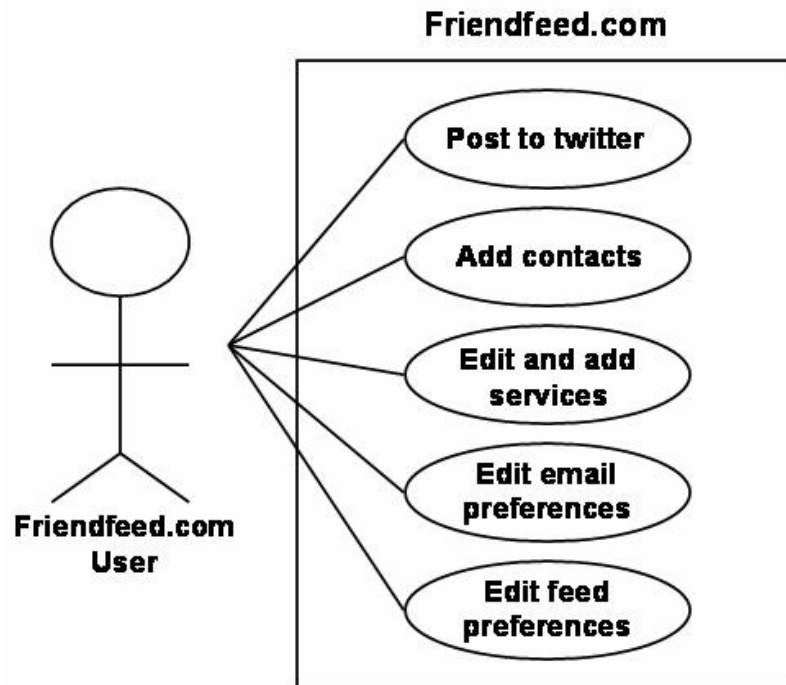 Friendfeed.com
Post to twitter
Add contacts
Edit and add
services
Edit email
preferences
Edit feed
preferences
Friendfeed.com
User